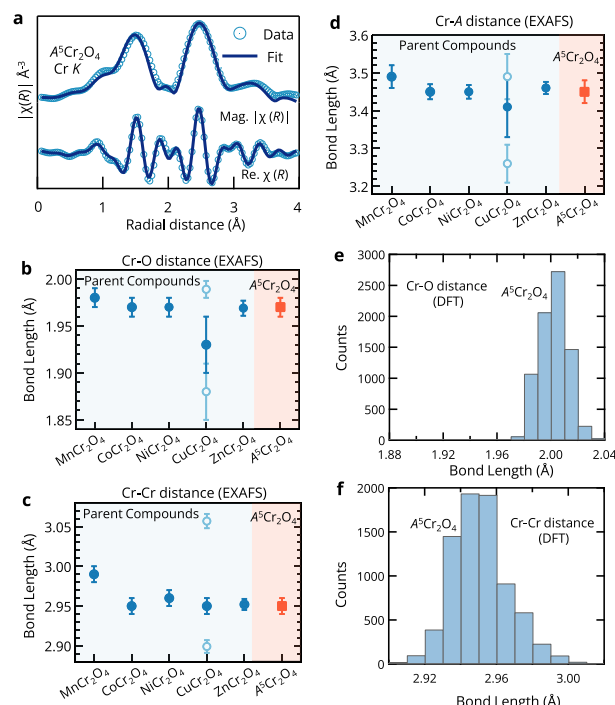 a
A⁵Cr₂O₄
Cr K
Data
Fit
|χ(R)| Å⁻³
Mag. |χ(R)|
Re. χ (R)
0 1 2 3 4
Radial distance (Å)
b
Cr-O distance (EXAFS)
Parent Compounds
A⁵Cr₂O₄
Bond Length (Å)
2.00
1.95
1.90
1.85
MnCr₂O₄ CoCr₂O₄ NiCr₂O₄ CuCr₂O₄ ZnCr₂O₄ A⁵Cr₂O₄
c
Cr-Cr distance (EXAFS)
Parent Compounds
A⁵Cr₂O₄
Bond Length (Å)
3.05
3.00
2.95
2.90
MnCr₂O₄ CoCr₂O₄ NiCr₂O₄ CuCr₂O₄ ZnCr₂O₄ A⁵Cr₂O₄
d
Cr-A distance (EXAFS)
Parent Compounds
A⁵Cr₂O₄
Bond Length (Å)
3.6
3.5
3.4
3.3
3.2
MnCr₂O₄ CoCr₂O₄ NiCr₂O₄ CuCr₂O₄ ZnCr₂O₄ A⁵Cr₂O₄
e
Cr-O distance
(DFT)
A⁵Cr₂O₄
Counts
3000
2500
2000
1500
1000
500
0
1.88 1.92 1.96 2.00 2.04
Bond Length (Å)
f
A⁵Cr₂O₄
Cr-Cr distance
(DFT)
Counts
2000
1500
1000
500
0
2.92 2.96 3.00
Bond Length (Å)